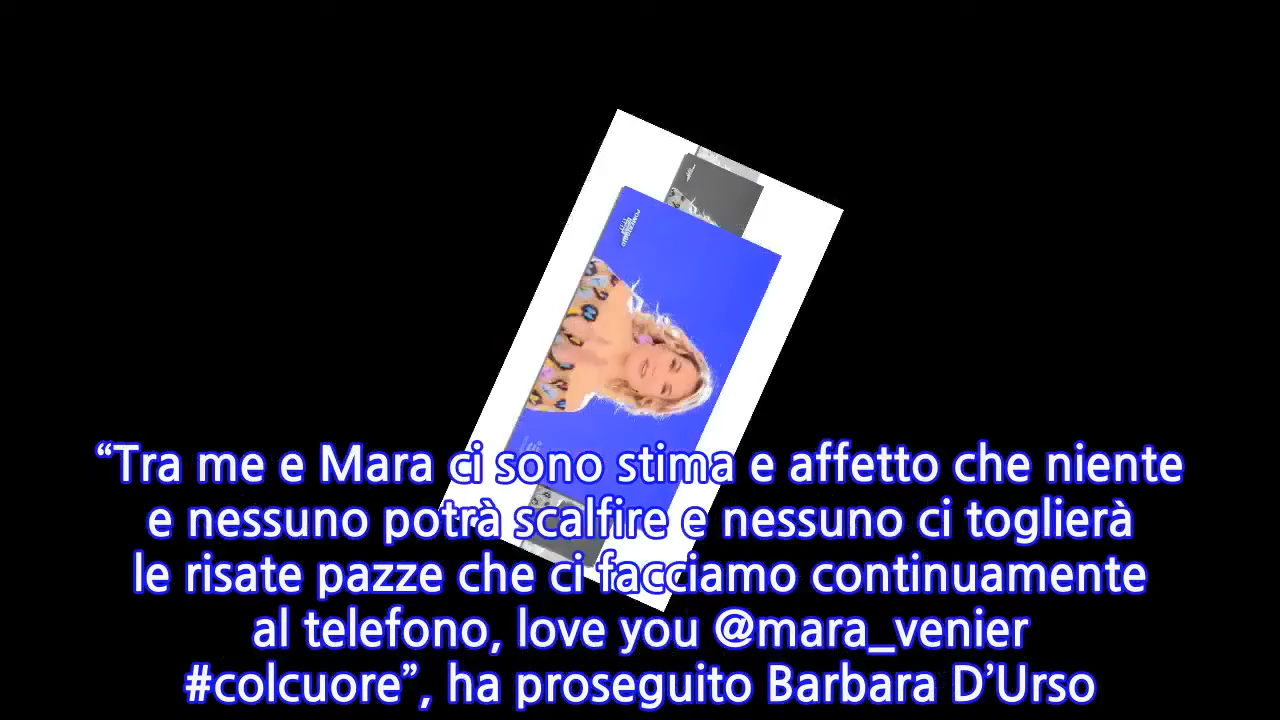 “Tra me e Mara ci sono stima e affetto che niente
e nessuno potrà scalfire e nessuno ci toglierà
le risate pazze che ci facciamo continuamente
al telefono, love you @mara_venier
#colcuore”, ha proseguito Barbara D’Urso